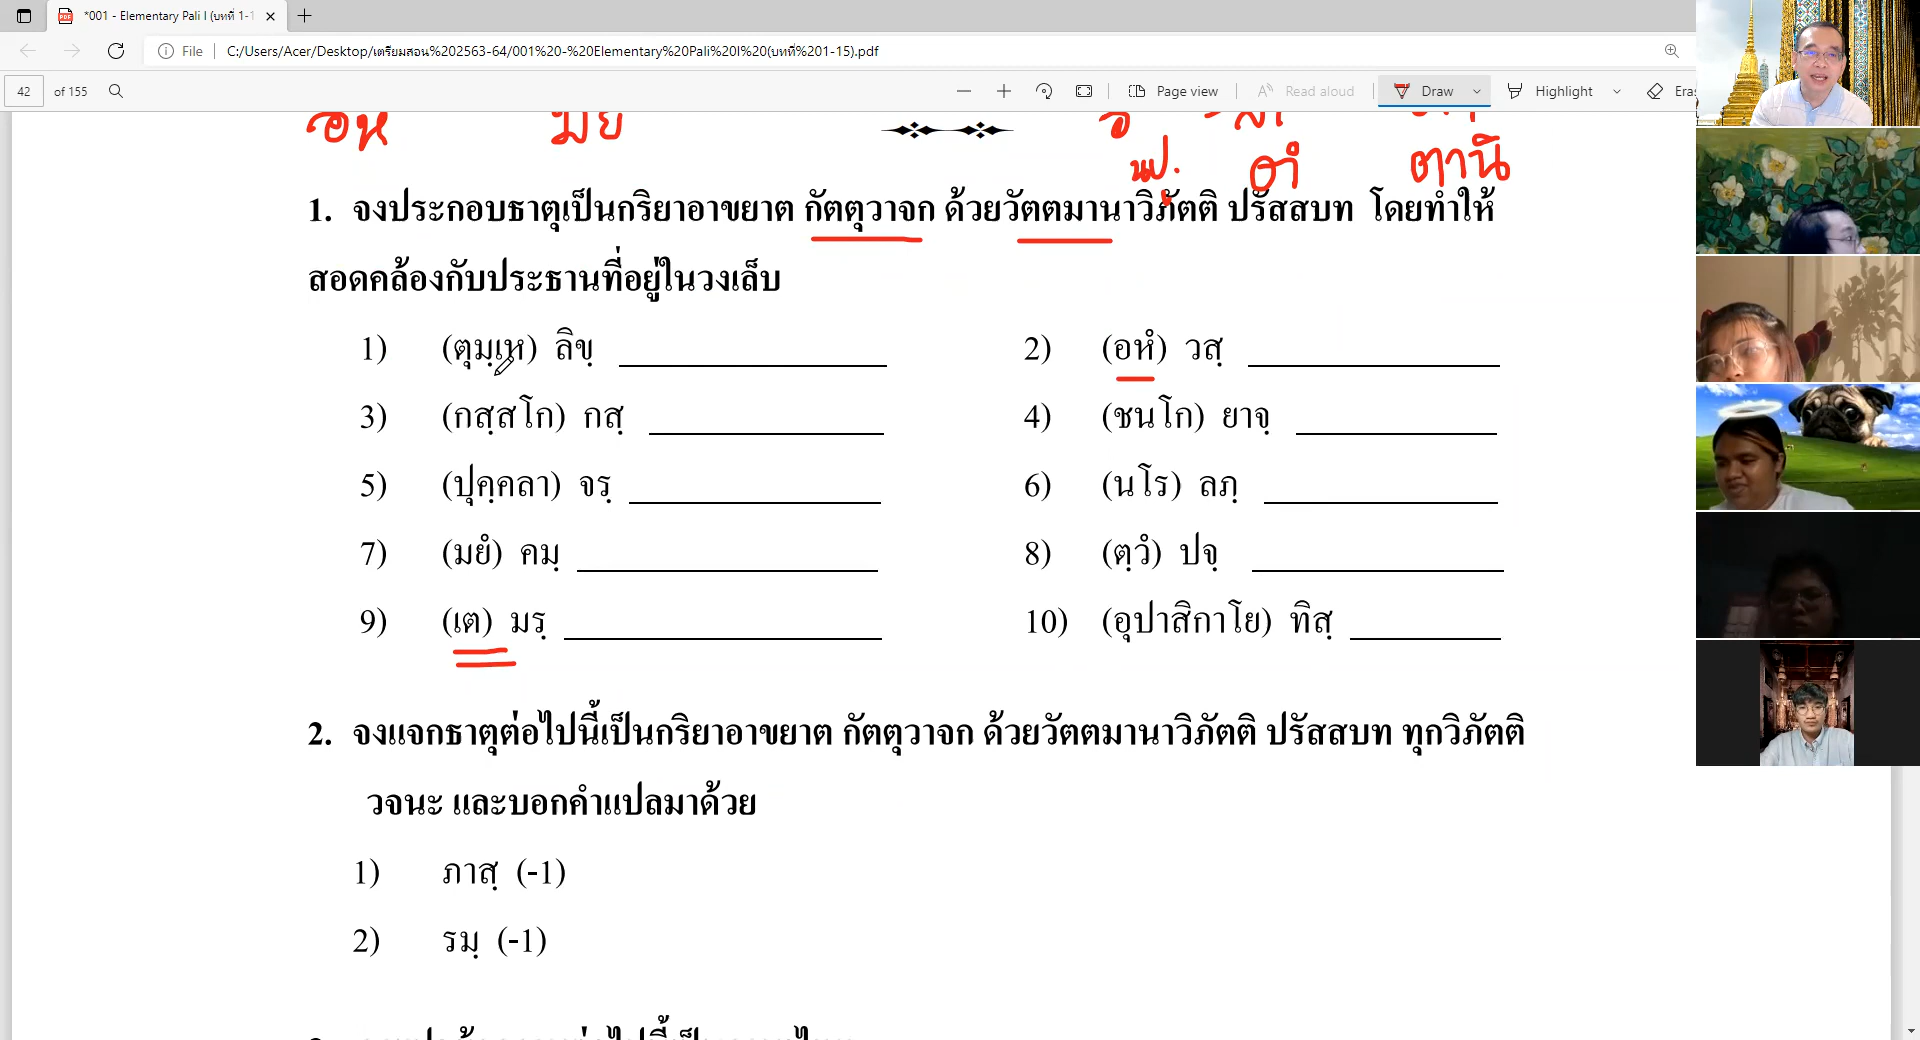 *001 - Elementary Pali I (บทที่ 1-1
File C:/Users/Acer/Desktop/เตรียมสอน%202563-64/001%20-%20Elementary%20Pali%20I%20(บทที่%201-15).pdf
42 of 155 Page view Read aloud Draw Highlight Eras
อห มย
นป. ตํ ตานิ
1. จงประกอบธาตุเป็นกริยาอาขยาต กัตตุวาจก ด้วยวัตตมานาวิภัตติ ปรัสสบท โดยทำให้
สอดคล้องกับประธานที่อยู่ในวงเล็บ
1) (ตุมฺเห) ลิขฺ
2) (อหํ) วสฺ
3) (กสฺสโก) กสฺ
4) (ชนโก) ยาจฺ
5) (ปุคฺคลา) จรฺ
6) (นโร) ลภฺ
7) (มยํ) คมฺ
8) (ตฺวํ) ปจฺ
9) (เต) มรฺ
10) (อุปาสิกาโย) ทิสฺ
2. จงแจกธาตุต่อไปนี้เป็นกริยาอาขยาต กัตตุวาจก ด้วยวัตตมานาวิภัตติ ปรัสสบท ทุกวิภัตติ
วจนะ และบอกคำแปลมาด้วย
1) ภาสฺ (-1)
2) รมฺ (-1)